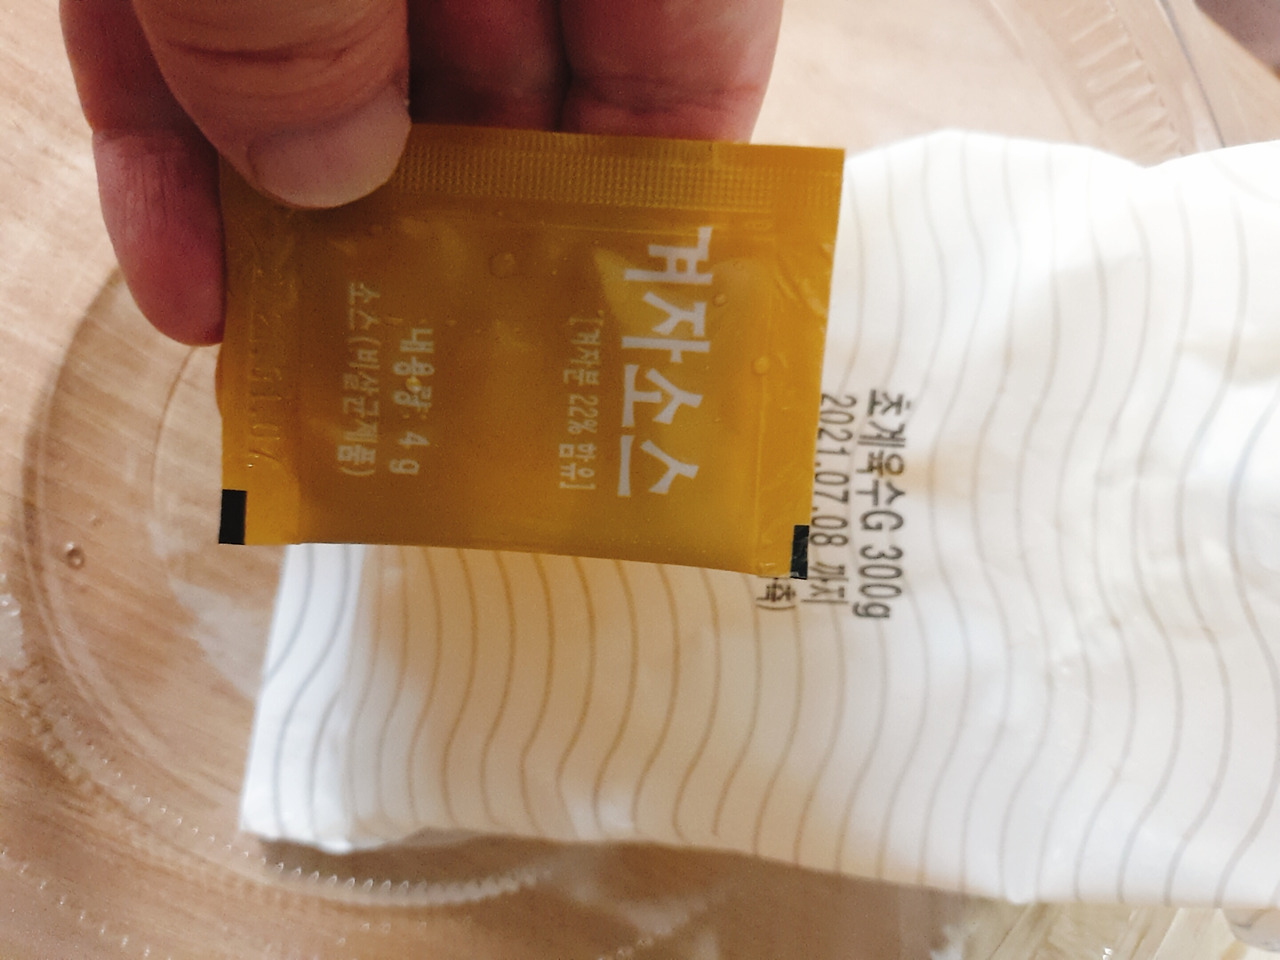 겨자소스
[겨자분 22% 함유]
내용량: 4 g
소스(비살균제품)
초계육수G 300g
2021.07.08 까지